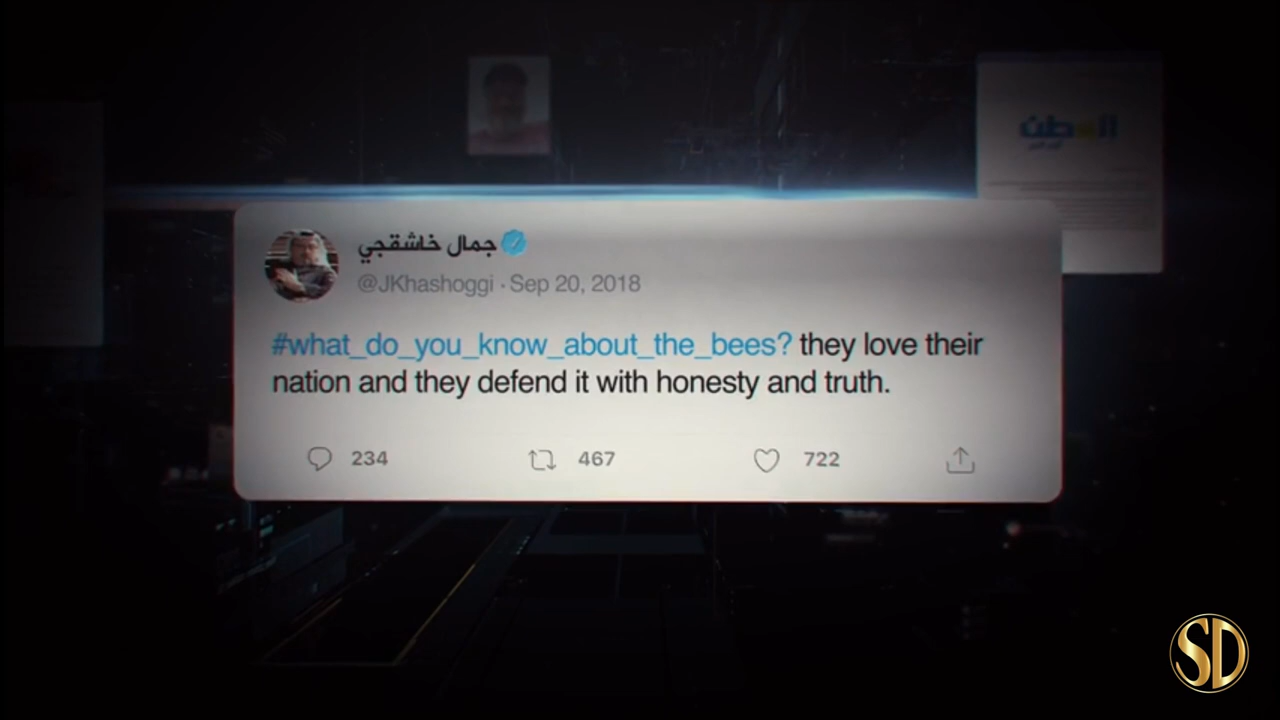 جمال خاشقجي
@JKhashoggi · Sep 20, 2018
#what_do_you_know_about_the_bees? they love their
nation and they defend it with honesty and truth.
234 467 722
SD